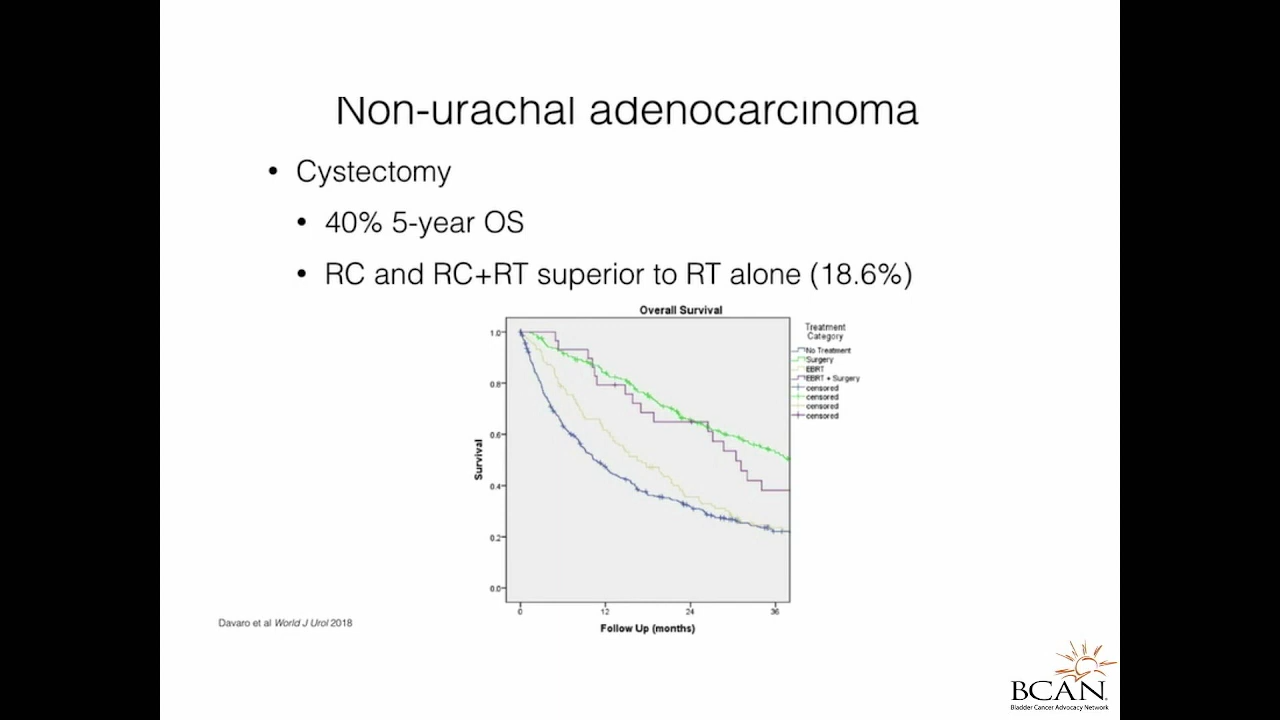 Non-urachal adenocarcinoma
• Cystectomy
• 40% 5-year OS
• RC and RC+RT superior to RT alone (18.6%)
Overall Survival
Treatment
Category
No Treatment
Surgery
EBRT
EBRT + Surgery
censored
censored
censored
censored
1.0
0.8
0.6
0.4
0.2
0.0
Survival
0 12 24 36
Follow Up (months)
Davaro et al World J Urol 2018
BCAN
Bladder Cancer Advocacy Network